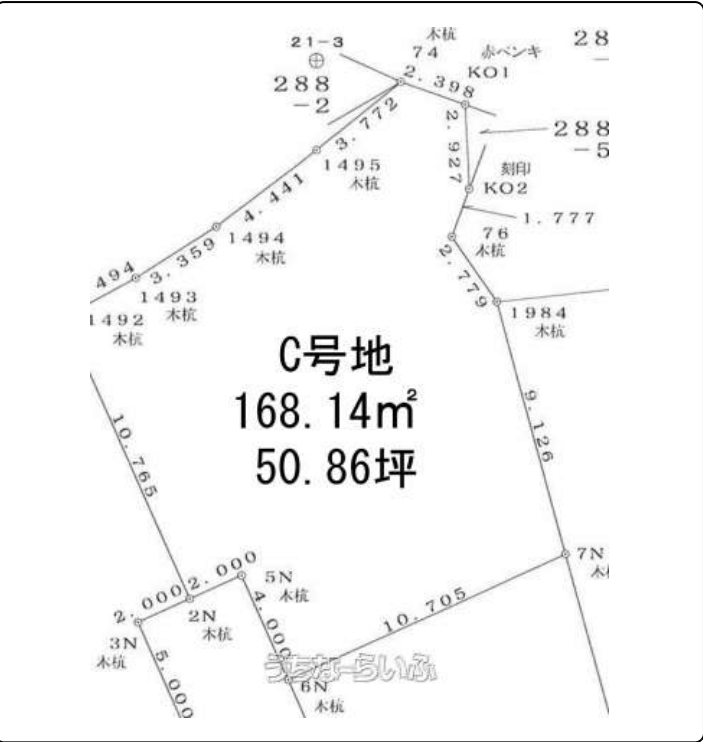 木杭
74
21-3
赤ペンキ
KO1
28
288
-2
2.398
3.772
2.927
288
-5
1495
木杭
刻印
KO2
4.441
1.777
1494
木杭
76
木杭
3.359
2.779
494
1493
木杭
1492
木杭
1984
木杭
C号地
168.14㎡
50.86坪
9.126
10.765
7N
2.000
5N
木杭
2.000
2N
木杭
4.000
10.705
3N
木杭
5.000
うちなーらいふ
6N
木杭